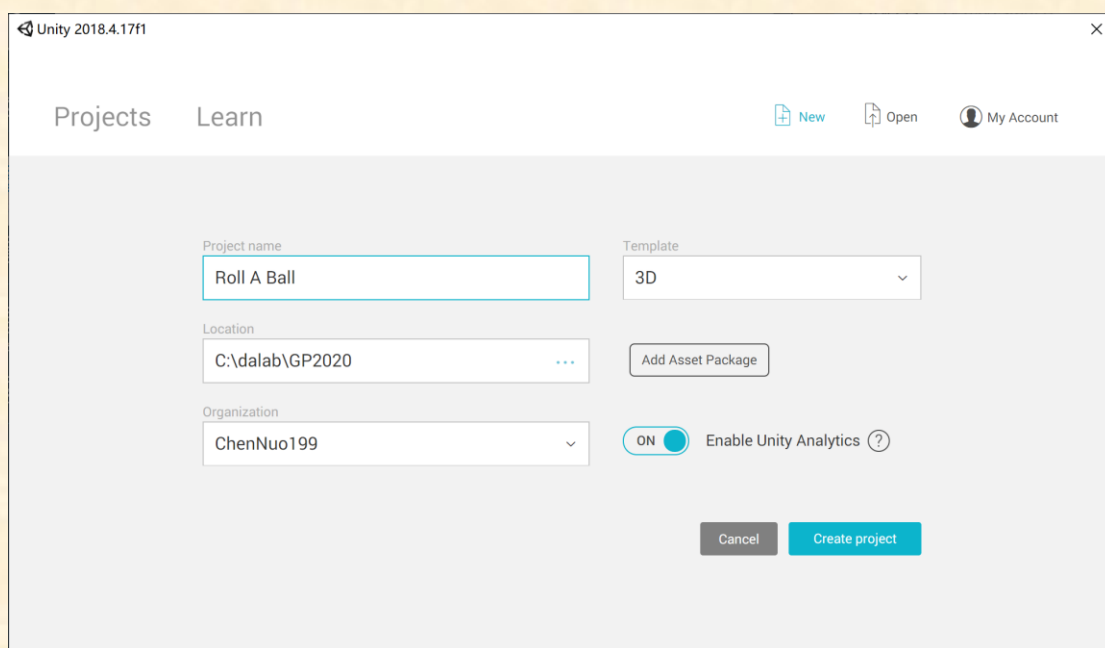 Unity 2018.4.17f1
Projects Learn New Open My Account
Project name Template
Roll A Ball 3D
Location
C:\dalab\GP2020 ... Add Asset Package
Organization
ChenNuo199 ON Enable Unity Analytics ?
Cancel Create project